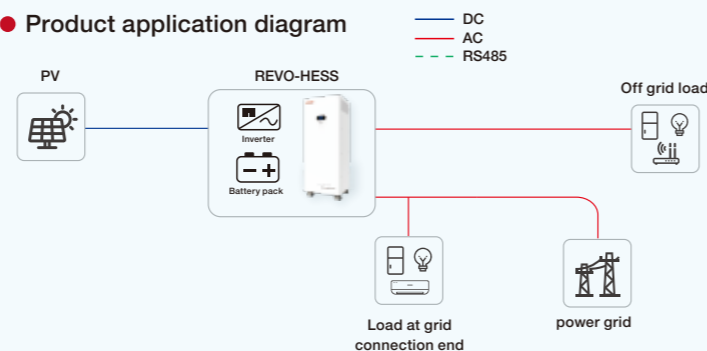 Product application diagram
DC
AC
RS485
PV
REVO-HESS
Off grid load
Inverter
Battery pack
Load at grid
connection end
power grid